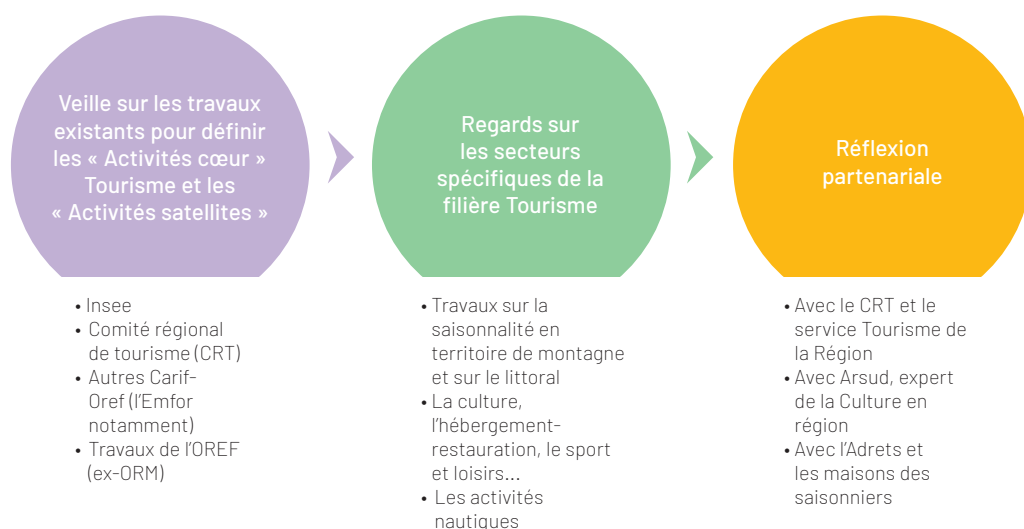 Veille sur les travaux
existants pour définir
les « Activités cœur »
Tourisme et les
« Activités satellites »
• Insee
• Comité régional
de tourisme (CRT)
• Autres Carif-
Oref (l'Emfor
notamment)
• Travaux de l'OREF
(ex-ORM)
Regards sur
les secteurs
spécifiques de la
filière Tourisme
• Travaux sur la
saisonnalité en
territoire de montagne
et sur le littoral
• La culture,
l'hébergement-
restauration, le sport
et loisirs...
• Les activités
nautiques
Réflexion
partenariale
• Avec le CRT et le
service Tourisme de
la Région
• Avec Arsud, expert
de la Culture en
région
• Avec l'Adrets et
les maisons des
saisonniers